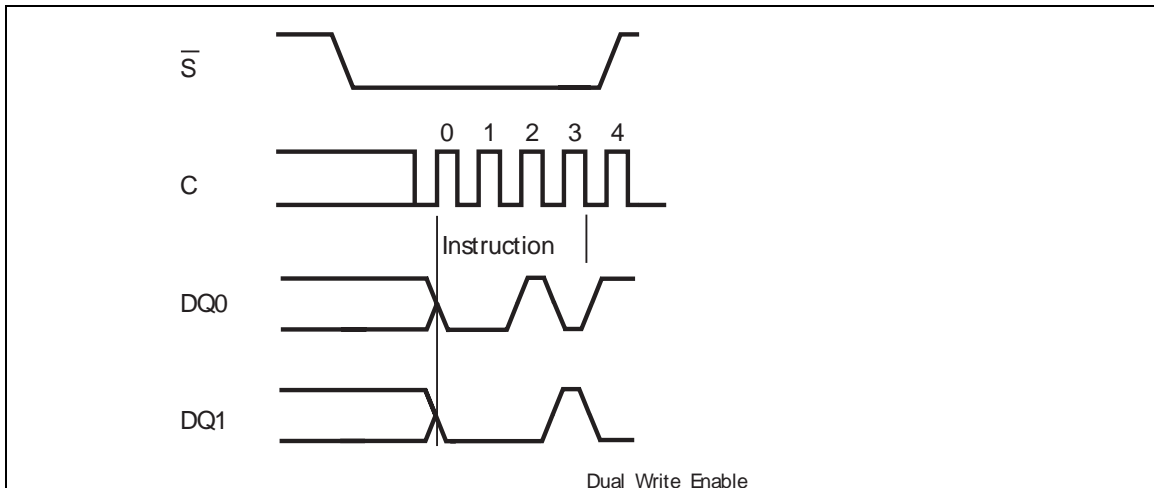 S̅
0 1 2 3 4
C
Instruction
DQ0
DQ1
Dual Write Enable